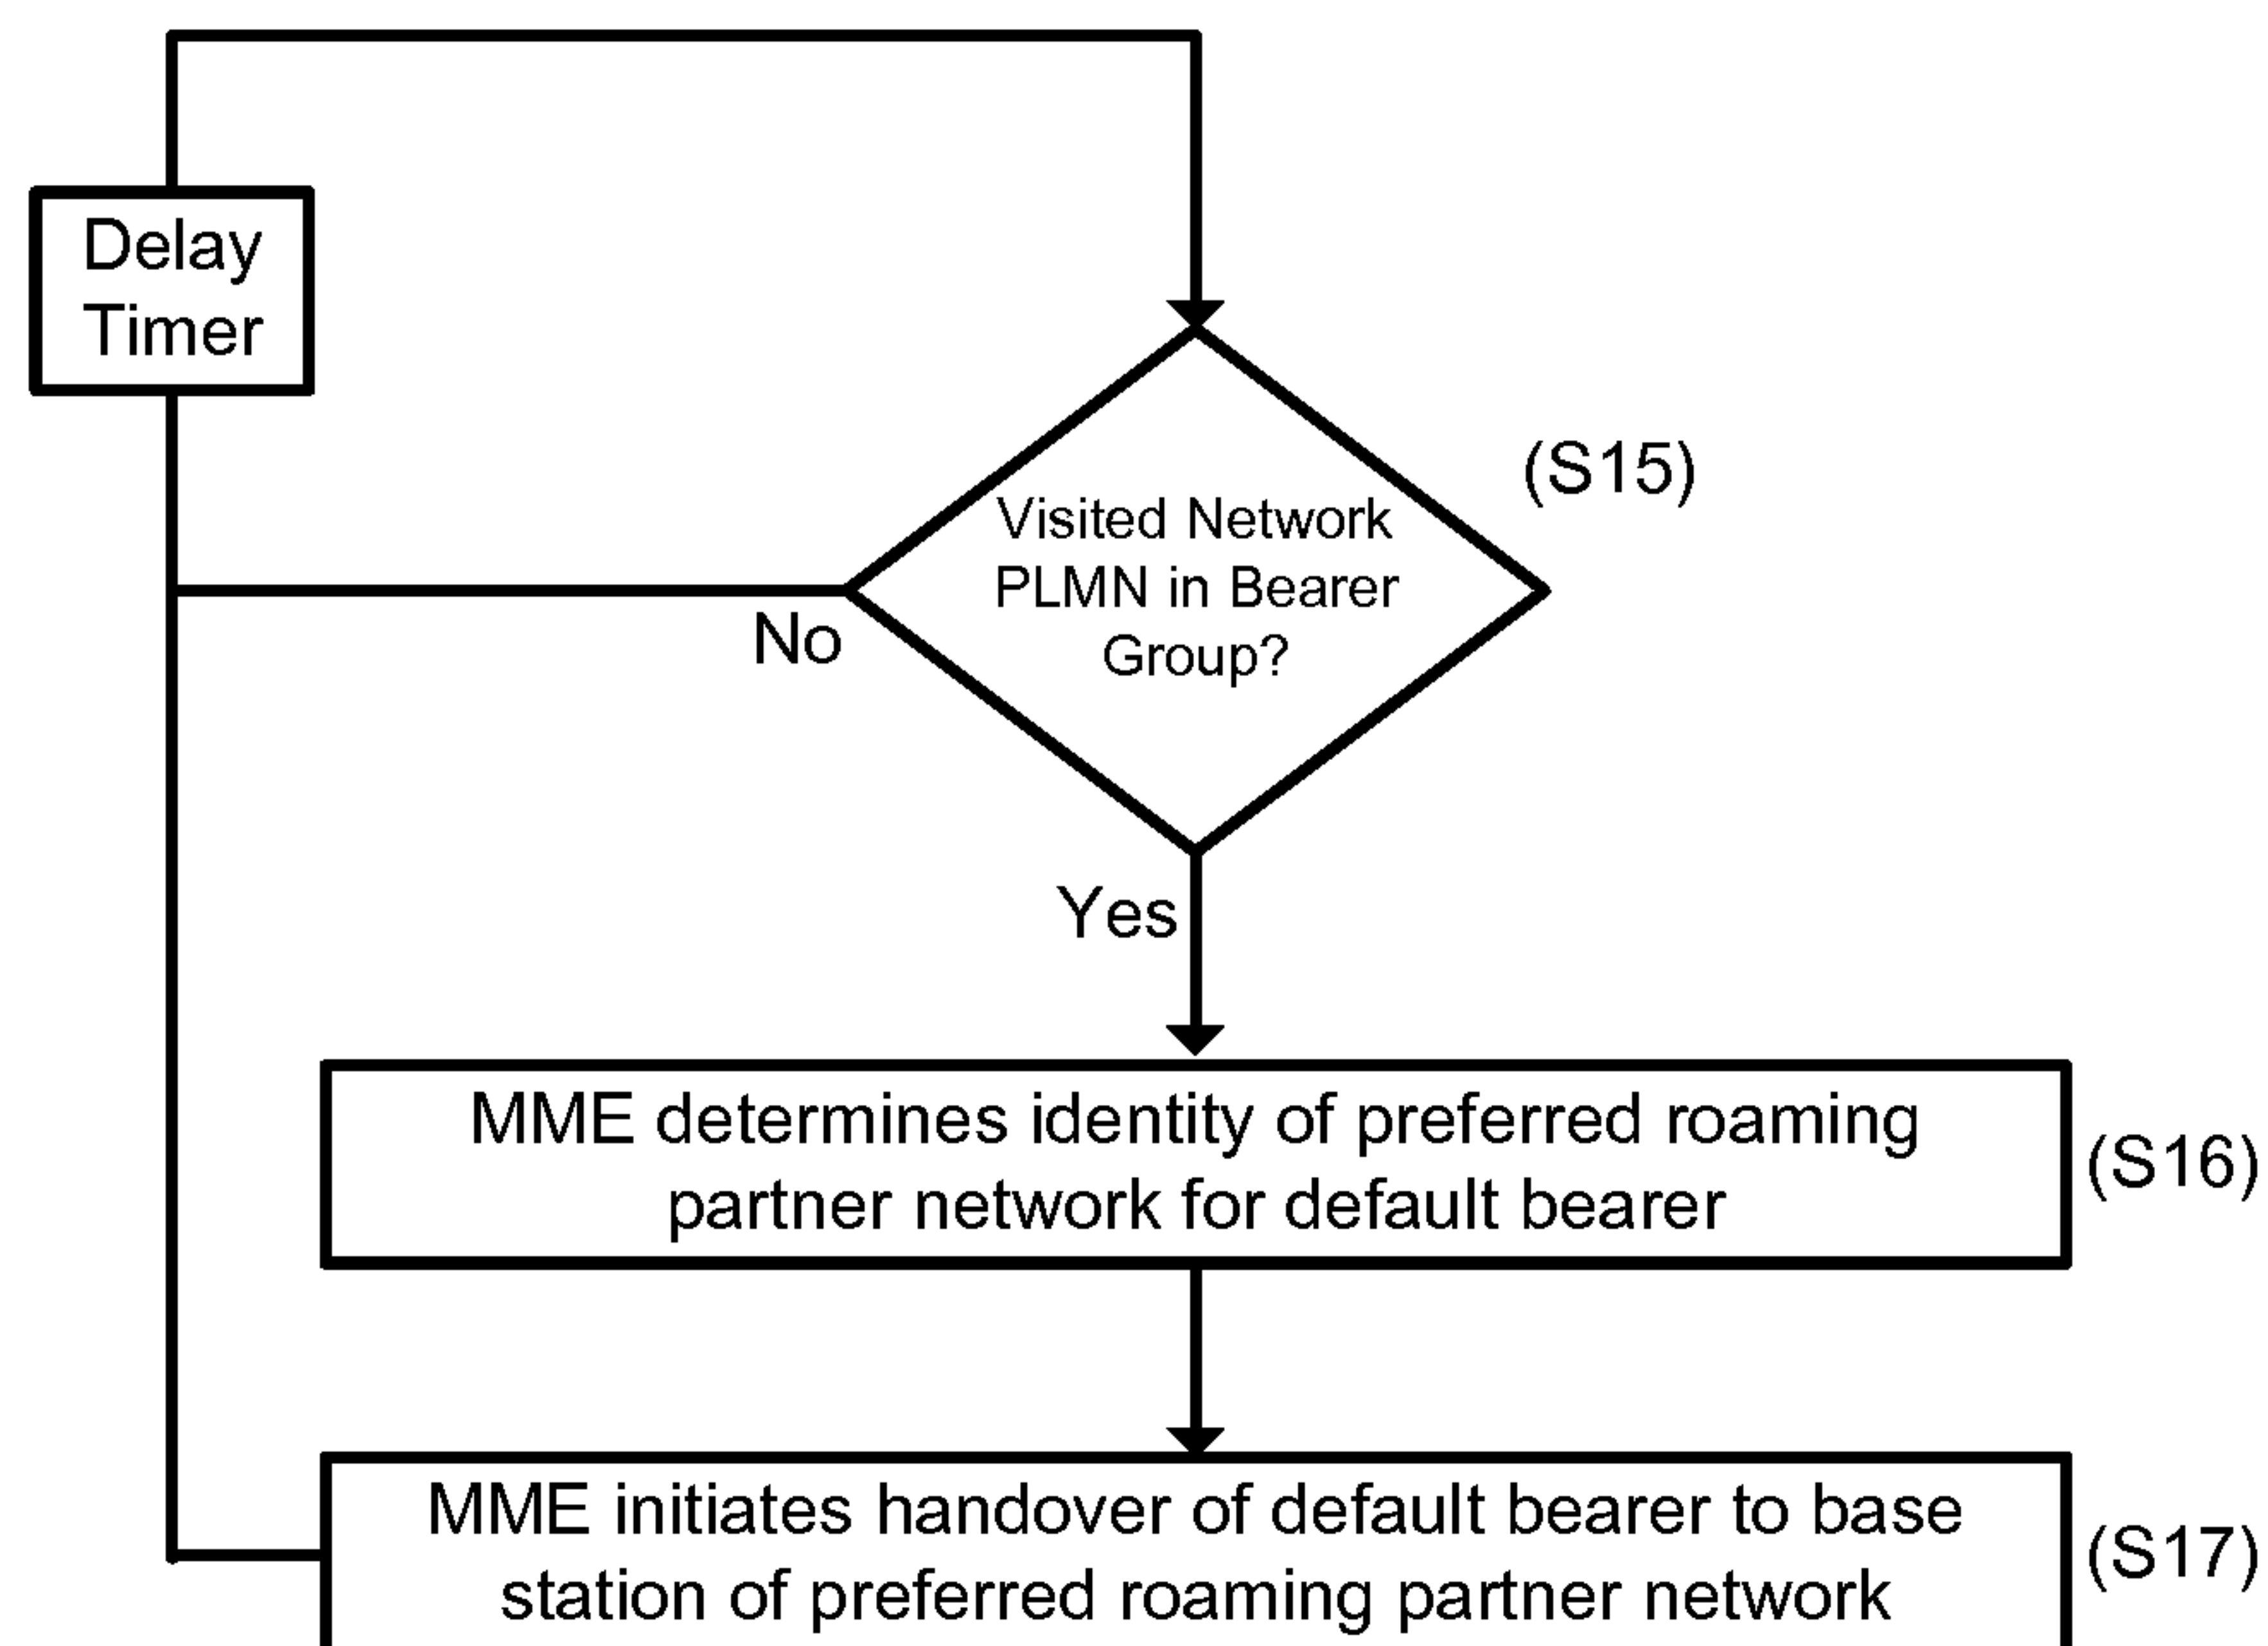 Delay
Timer
(S15)
Visited Network
PLMN in Bearer
Group?
No
Yes
MME determines identity of preferred roaming
partner network for default bearer
(S16)
MME initiates handover of default bearer to base
station of preferred roaming partner network
(S17)